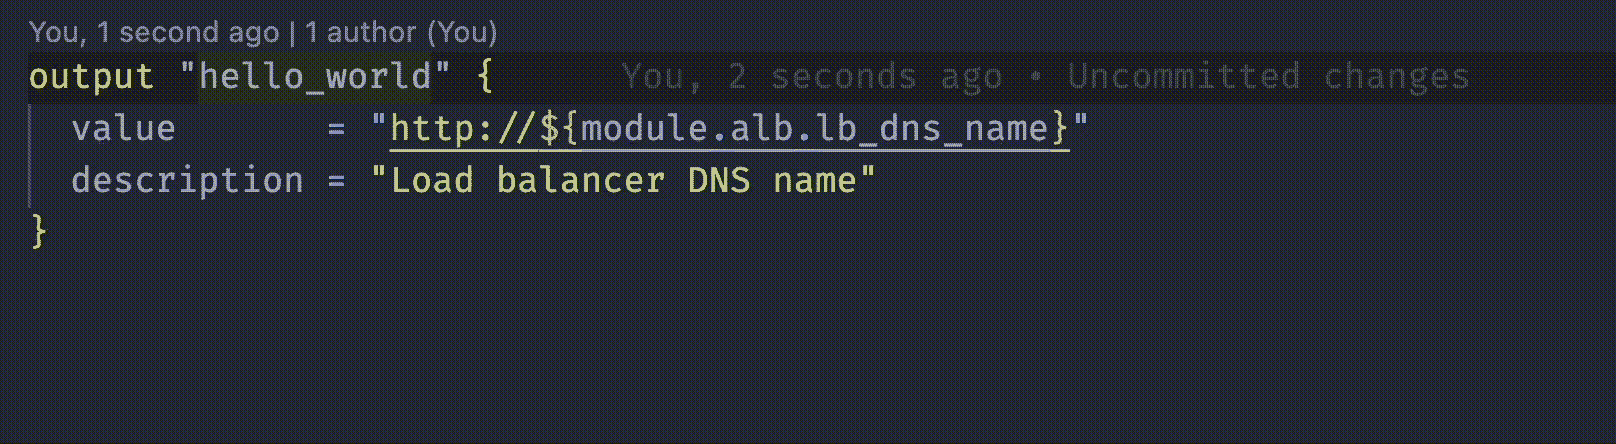 You, 1 second ago | 1 author (You)
output "hello_world" {      You, 2 seconds ago • Uncommitted changes
  value       = "http://${module.alb.lb_dns_name}"
  description = "Load balancer DNS name"
}